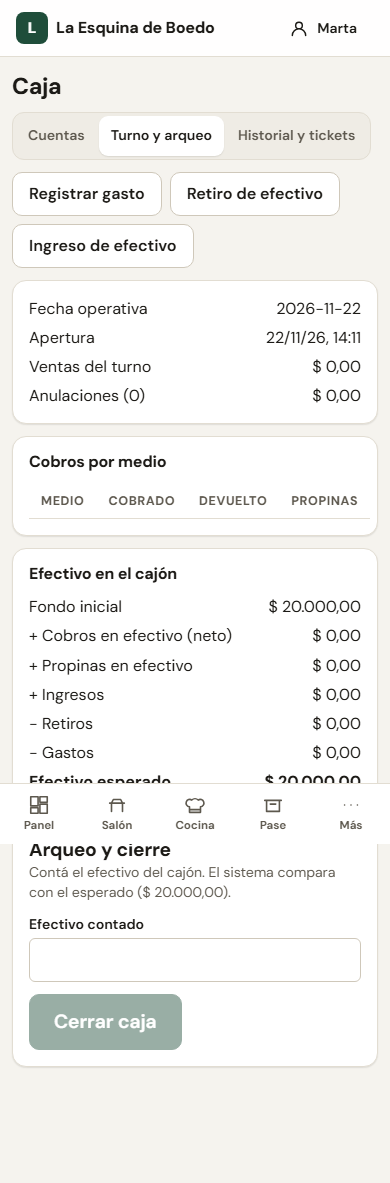 L La Esquina de Boedo Marta
Caja
Cuentas Turno y arqueo Historial y tickets
Registrar gasto Retiro de efectivo
Ingreso de efectivo
Fecha operativa 2026-11-22
Apertura 22/11/26, 14:11
Ventas del turno $ 0,00
Anulaciones (0) $ 0,00
Cobros por medio
MEDIO COBRADO DEVUELTO PROPINAS
Efectivo en el cajón
Fondo inicial $ 20.000,00
+ Cobros en efectivo (neto) $ 0,00
+ Propinas en efectivo $ 0,00
+ Ingresos $ 0,00
− Retiros $ 0,00
− Gastos $ 0,00
Efectivo esperado $ 20.000,00
Panel Salón Cocina Pase Más
Arqueo y cierre
Contá el efectivo del cajón. El sistema compara
con el esperado ($ 20.000,00).
Efectivo contado
Cerrar caja